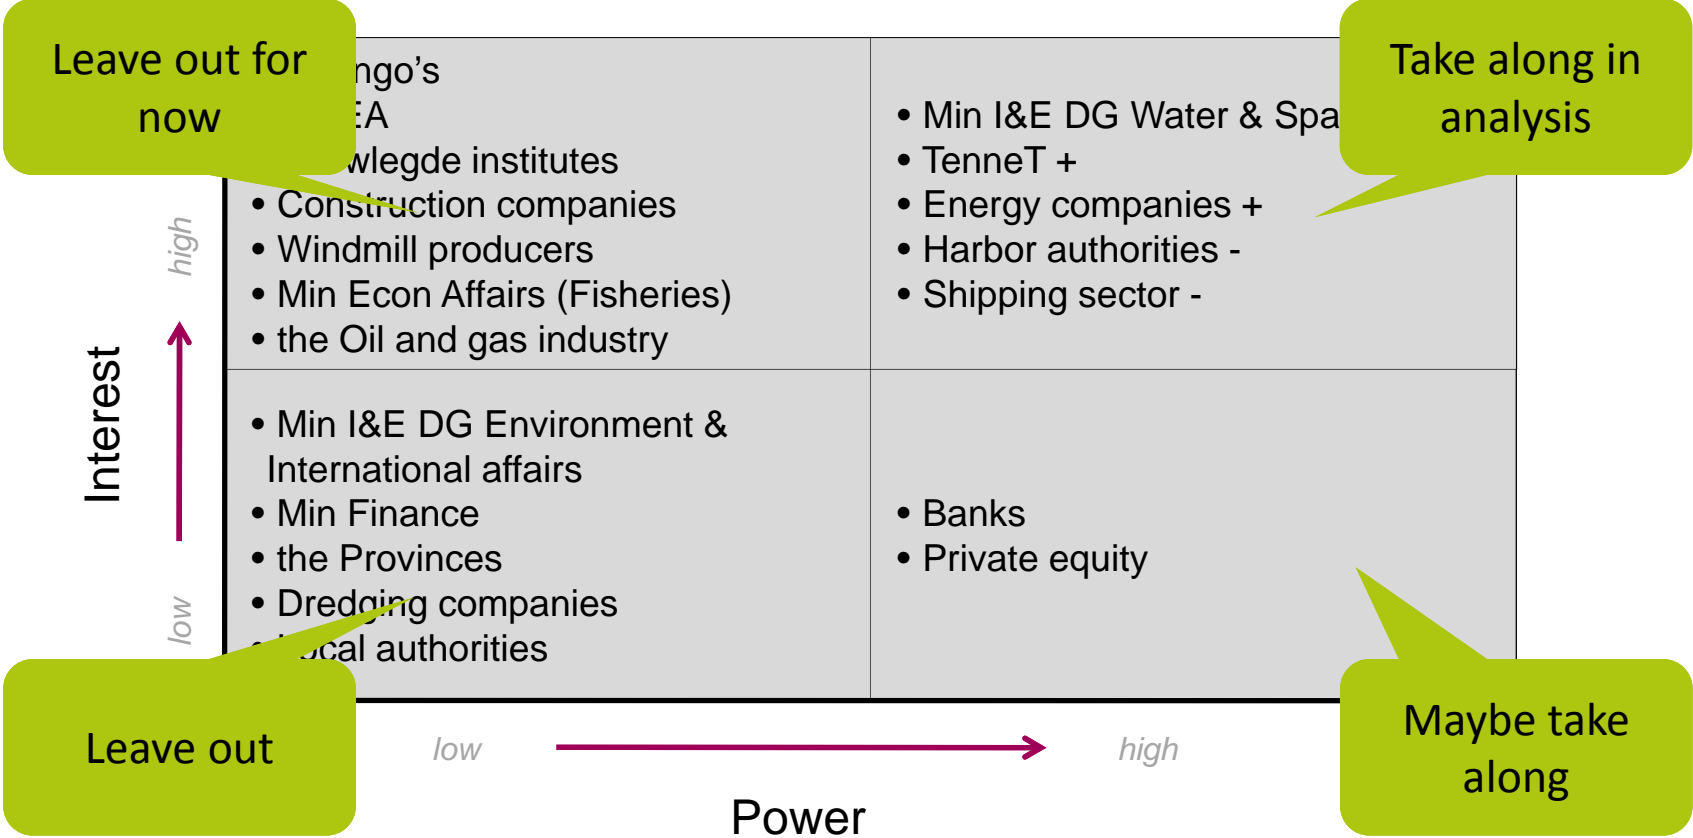 Leave out for
now
Take along in
analysis
ngo's
EA
wlegde institutes
• Construction companies
• Windmill producers
• Min Econ Affairs (Fisheries)
• the Oil and gas industry
• Min I&E DG Water & Spa
• TenneT +
• Energy companies +
• Harbor authorities -
• Shipping sector -
high
Interest
low
• Min I&E DG Environment &
International affairs
• Min Finance
• the Provinces
• Dredging companies
• Local authorities
• Banks
• Private equity
Leave out
Maybe take
along
low
high
Power